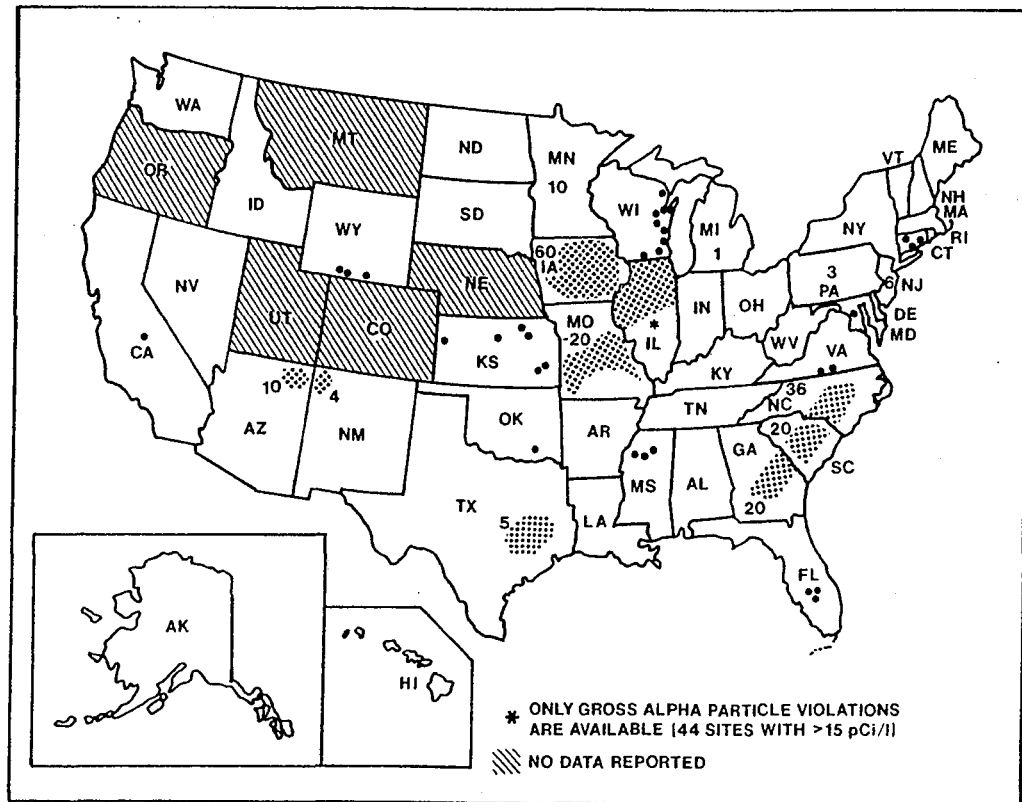 WA
MT
ND
MN
10
VT
ME
OR
ID
SD
WI
NH
MA
WY
MI
1
NY
RI
CT
60
IA
3
PA
6
NJ
NV
NE
DE
MD
UT
CO
MO
20
*
IL
IN
OH
WV
VA
CA
KS
KY
36
NC
10
4
OK
TN
20
AZ
NM
AR
GA
SC
MS
AL
20
TX
5
LA
FL
AK
HI
* ONLY GROSS ALPHA PARTICLE VIOLATIONS
ARE AVAILABLE [44 SITES WITH >15 pCi/l]
NO DATA REPORTED